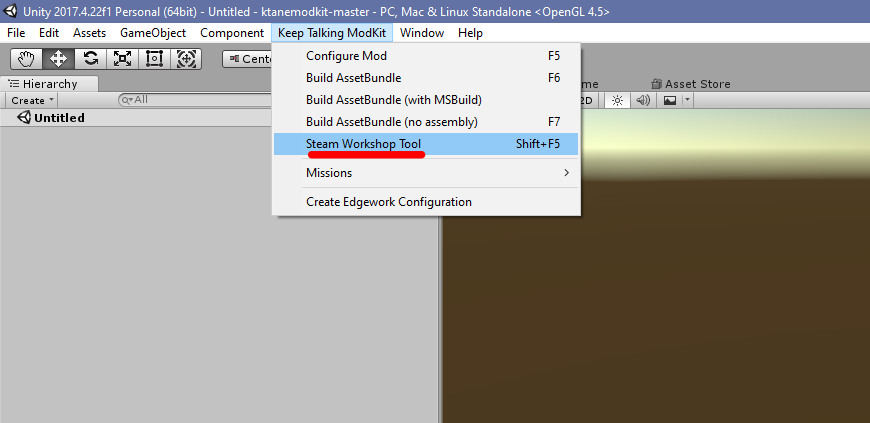 Unity 2017.4.22f1 Personal (64bit) - Untitled - ktanemodkit-master - PC, Mac & Linux Standalone <OpenGL 4.5>
File Edit Assets GameObject Component Keep Talking ModKit Window Help
Cente
Configure Mod F5
Hierarchy
Build AssetBundle F6
me Asset Store
Create All
Build AssetBundle (with MSBuild)
2D
Untitled
Build AssetBundle (no assembly) F7
Steam Workshop Tool Shift+F5
Missions
Create Edgework Configuration